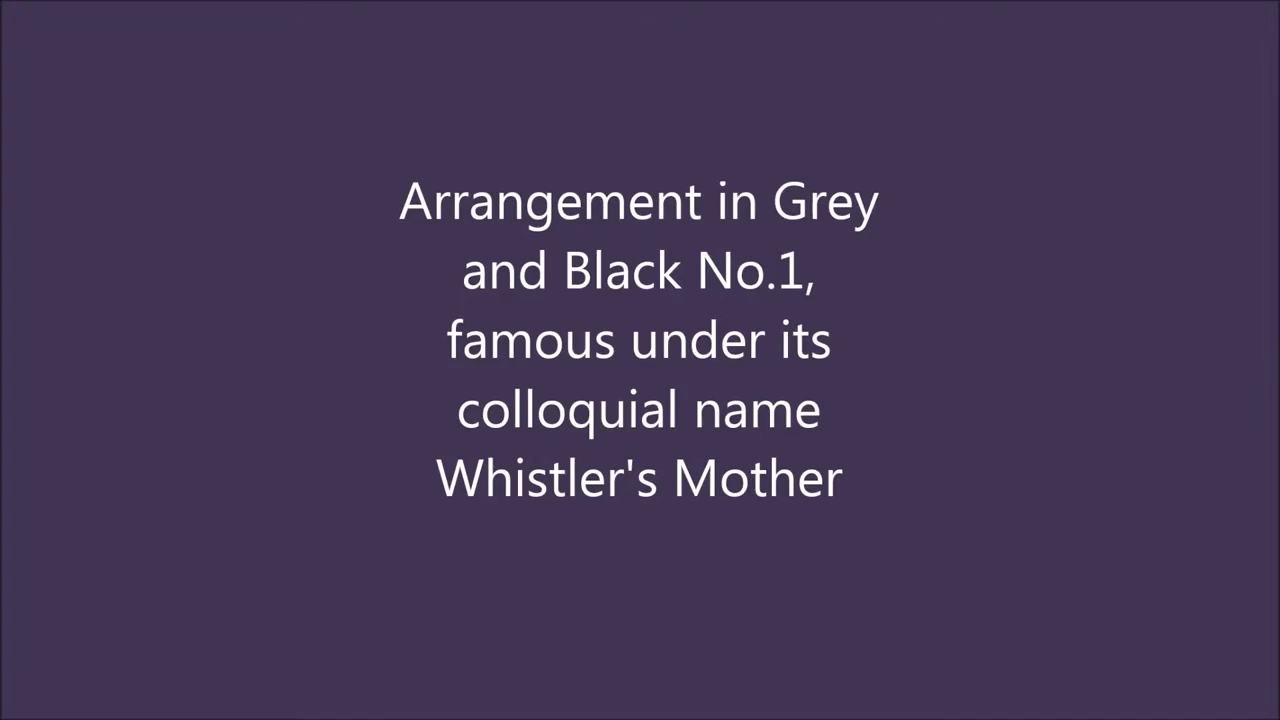 Arrangement in Grey
and Black No.1,
famous under its
colloquial name
Whistler's Mother